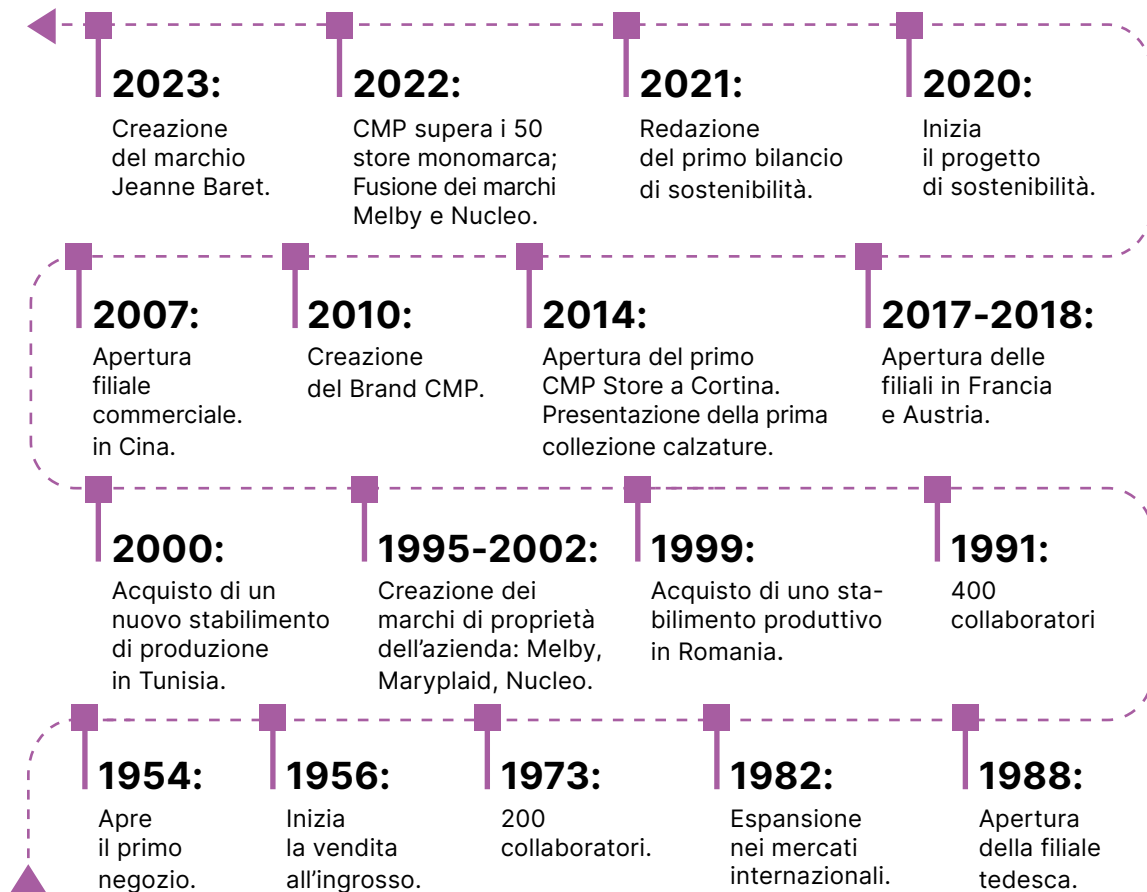 2023:
Creazione
del marchio
Jeanne Baret.
2022:
CMP supera i 50
store monomarca;
Fusione dei marchi
Melby e Nucleo.
2021:
Redazione
del primo bilancio
di sostenibilità.
2020:
Inizia
il progetto
di sostenibilità.
2007:
Apertura
filiale
commerciale.
in Cina.
2010:
Creazione
del Brand CMP.
2014:
Apertura del primo
CMP Store a Cortina.
Presentazione della prima
collezione calzature.
2017-2018:
Apertura delle
filiali in Francia
e Austria.
2000:
Acquisto di un
nuovo stabilimento
di produzione
in Tunisia.
1995-2002:
Creazione dei
marchi di proprietà
dell’azienda: Melby,
Maryplaid, Nucleo.
1999:
Acquisto di uno sta-
bilimento produttivo
in Romania.
1991:
400
collaboratori
1954:
Apre
il primo
negozio.
1956:
Inizia
la vendita
all’ingrosso.
1973:
200
collaboratori.
1982:
Espansione
nei mercati
internazionali.
1988:
Apertura
della filiale
tedesca.